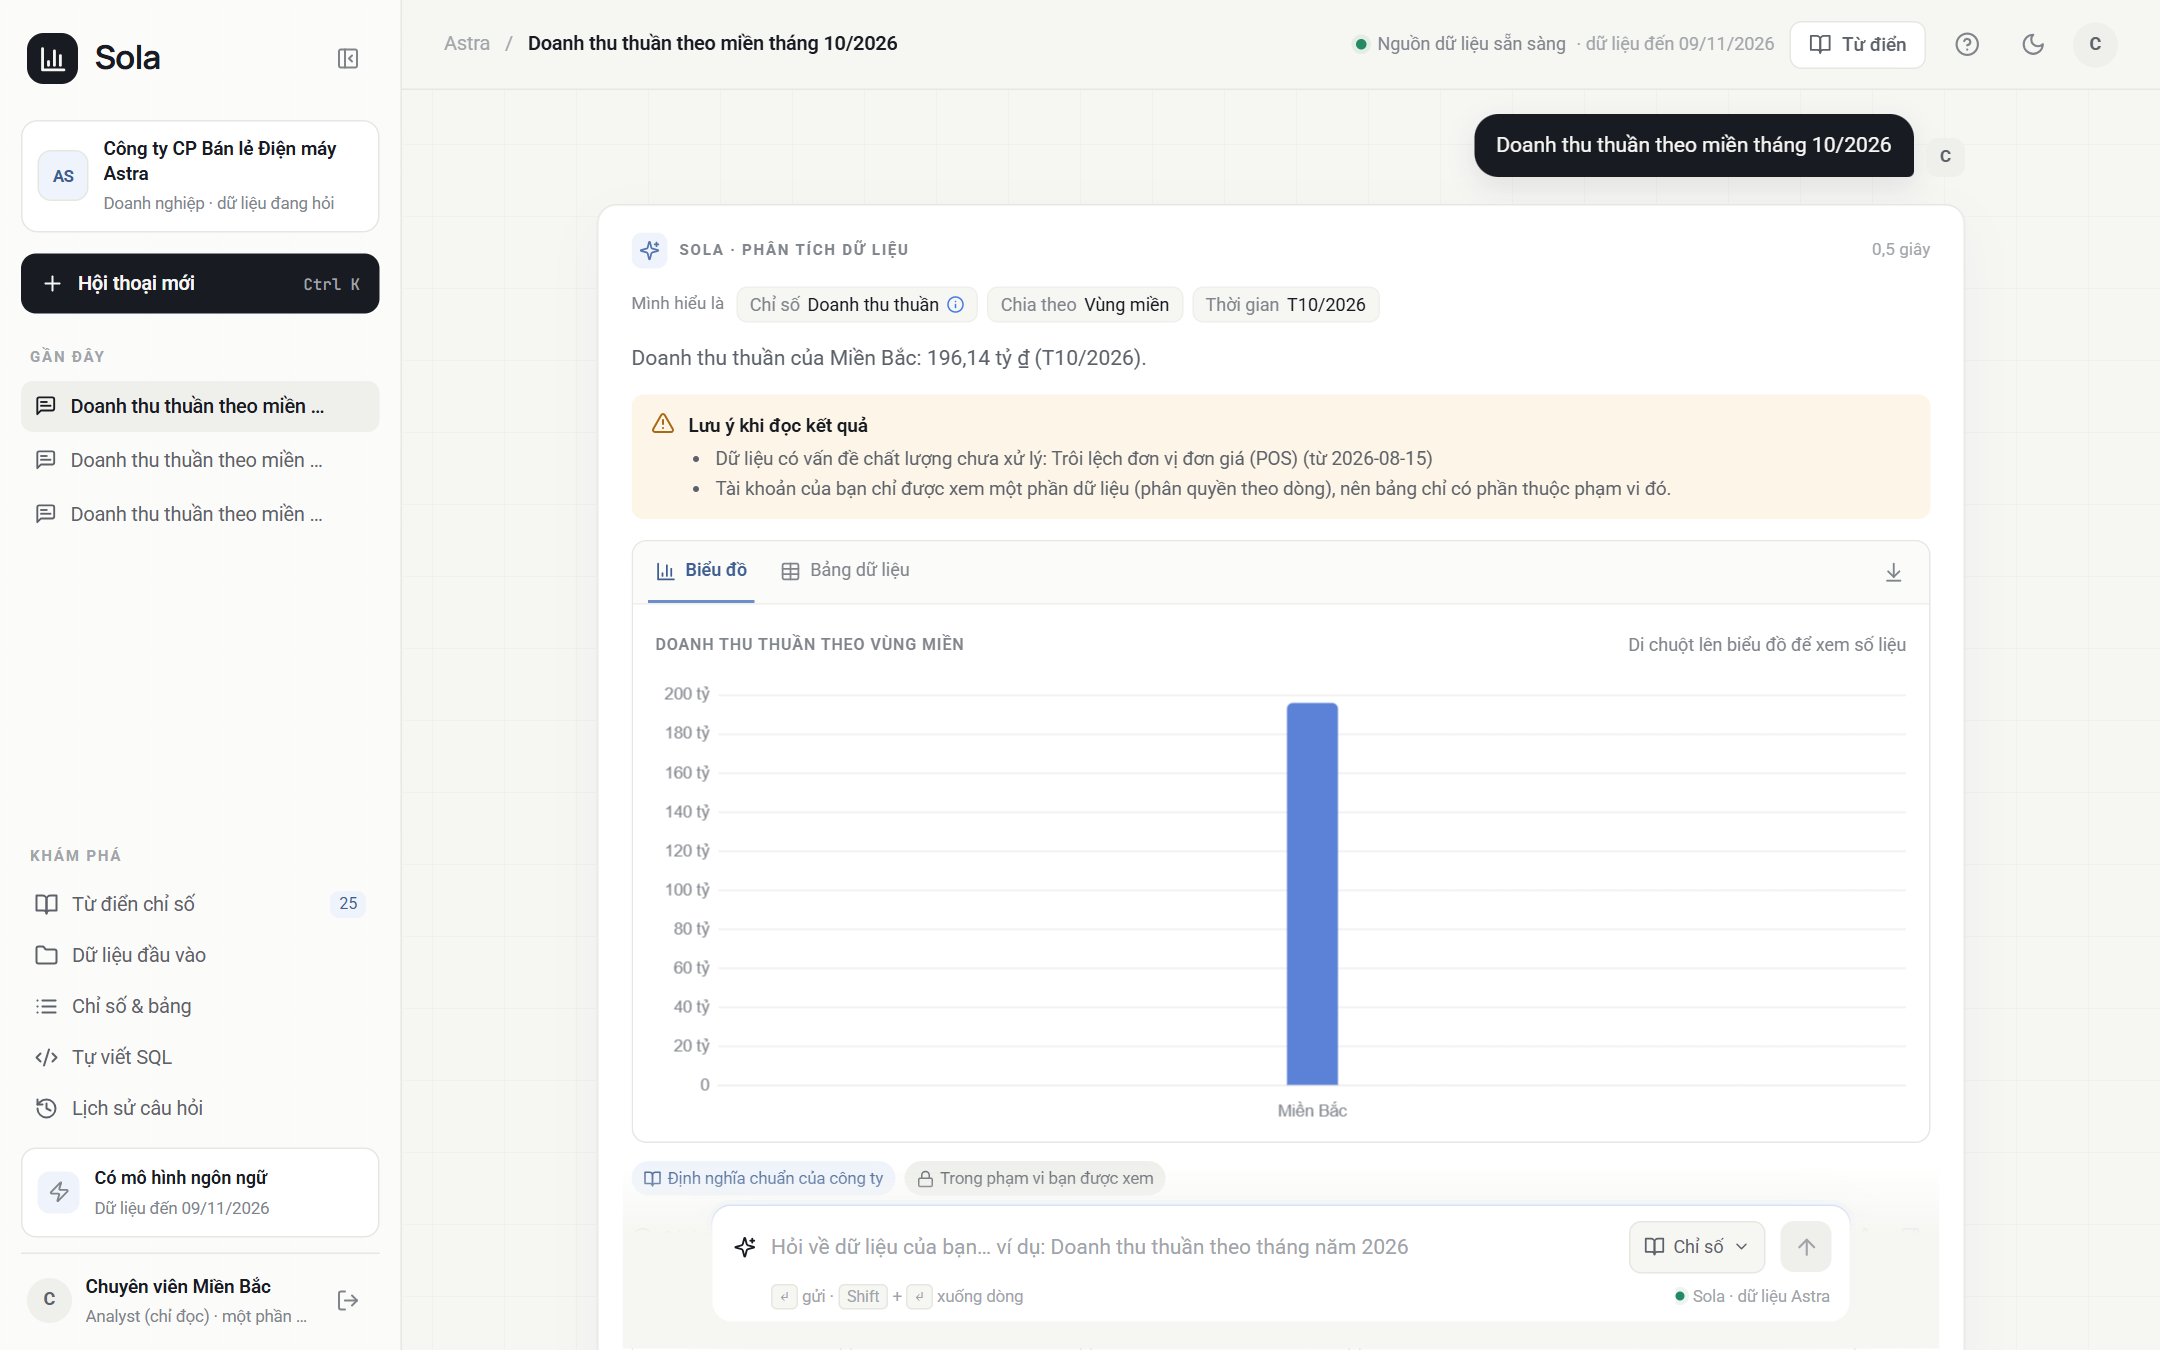 Sola
Công ty CP Bán lẻ Điện máy
Astra
AS
Doanh nghiệp · dữ liệu đang hỏi
Hội thoại mới
Ctrl K
GẦN ĐÂY
Doanh thu thuần theo miền ...
Doanh thu thuần theo miền ...
Doanh thu thuần theo miền ...
KHÁM PHÁ
Từ điển chỉ số
25
Dữ liệu đầu vào
Chỉ số & bảng
Tự viết SQL
Lịch sử câu hỏi
Có mô hình ngôn ngữ
Dữ liệu đến 09/11/2026
C
Chuyên viên Miền Bắc
Analyst (chỉ đọc) · một phần ...
Astra / Doanh thu thuần theo miền tháng 10/2026
Nguồn dữ liệu sẵn sàng · dữ liệu đến 09/11/2026
Từ điển
C
Doanh thu thuần theo miền tháng 10/2026
C
SOLA · PHÂN TÍCH DỮ LIỆU
0,5 giây
Mình hiểu là
Chỉ số Doanh thu thuần
Chia theo Vùng miền
Thời gian T10/2026
Doanh thu thuần của Miền Bắc: 196,14 tỷ ₫ (T10/2026).
Lưu ý khi đọc kết quả
• Dữ liệu có vấn đề chất lượng chưa xử lý: Trôi lệch đơn vị đơn giá (POS) (từ 2026-08-15)
• Tài khoản của bạn chỉ được xem một phần dữ liệu (phân quyền theo dòng), nên bảng chỉ có phần thuộc phạm vi đó.
Biểu đồ
Bảng dữ liệu
DOANH THU THUẦN THEO VÙNG MIỀN
Di chuột lên biểu đồ để xem số liệu
200 tỷ
180 tỷ
160 tỷ
140 tỷ
120 tỷ
100 tỷ
80 tỷ
60 tỷ
40 tỷ
20 tỷ
0
Miền Bắc
Định nghĩa chuẩn của công ty
Trong phạm vi bạn được xem
Hỏi về dữ liệu của bạn... ví dụ: Doanh thu thuần theo tháng năm 2026
Chỉ số
↵ gửi · Shift + ↵ xuống dòng
Sola · dữ liệu Astra